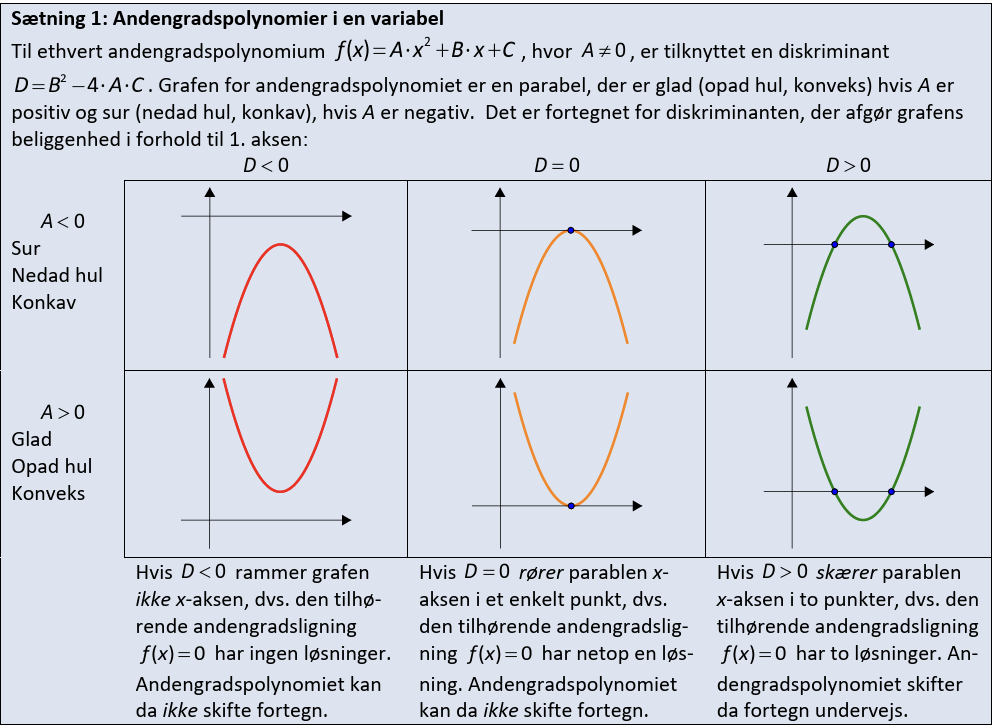 Sætning 1: Andengradspolynomier i en variabel
Til ethvert andengradspolynomium f(x)=A·x²+B·x+C, hvor A≠0, er tilknyttet en diskriminant
D=B²−4·A·C. Grafen for andengradspolynomiet er en parabel, der er glad (opad hul, konveks) hvis A er
positiv og sur (nedad hul, konkav), hvis A er negativ. Det er fortegnet for diskriminanten, der afgør grafens
beliggenhed i forhold til 1. aksen:
D<0 D=0 D>0
A<0
Sur
Nedad hul
Konkav
A>0
Glad
Opad hul
Konveks
Hvis D<0 rammer grafen
ikke x-aksen, dvs. den tilhø-
rende andengradsligning
f(x)=0 har ingen løsninger.
Andengradspolynomiet kan
da ikke skifte fortegn.
Hvis D=0 rører parablen x-
aksen i et enkelt punkt, dvs.
den tilhørende andengradslig-
ning f(x)=0 har netop en løs-
ning. Andengradspolynomiet
kan da ikke skifte fortegn.
Hvis D>0 skærer parablen
x-aksen i to punkter, dvs. den
tilhørende andengradsligning
f(x)=0 har to løsninger. An-
dengradspolynomiet skifter
da fortegn undervejs.